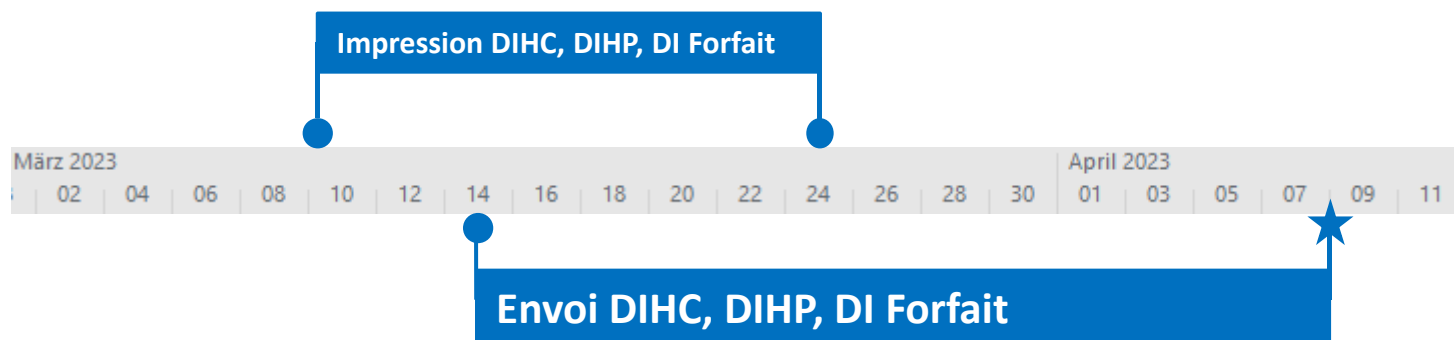 Impression DIHC, DIHP, DI Forfait
März 2023 April 2023
02 04 06 08 10 12 14 16 18 20 22 24 26 28 30 01 03 05 07 09 11
Envoi DIHC, DIHP, DI Forfait